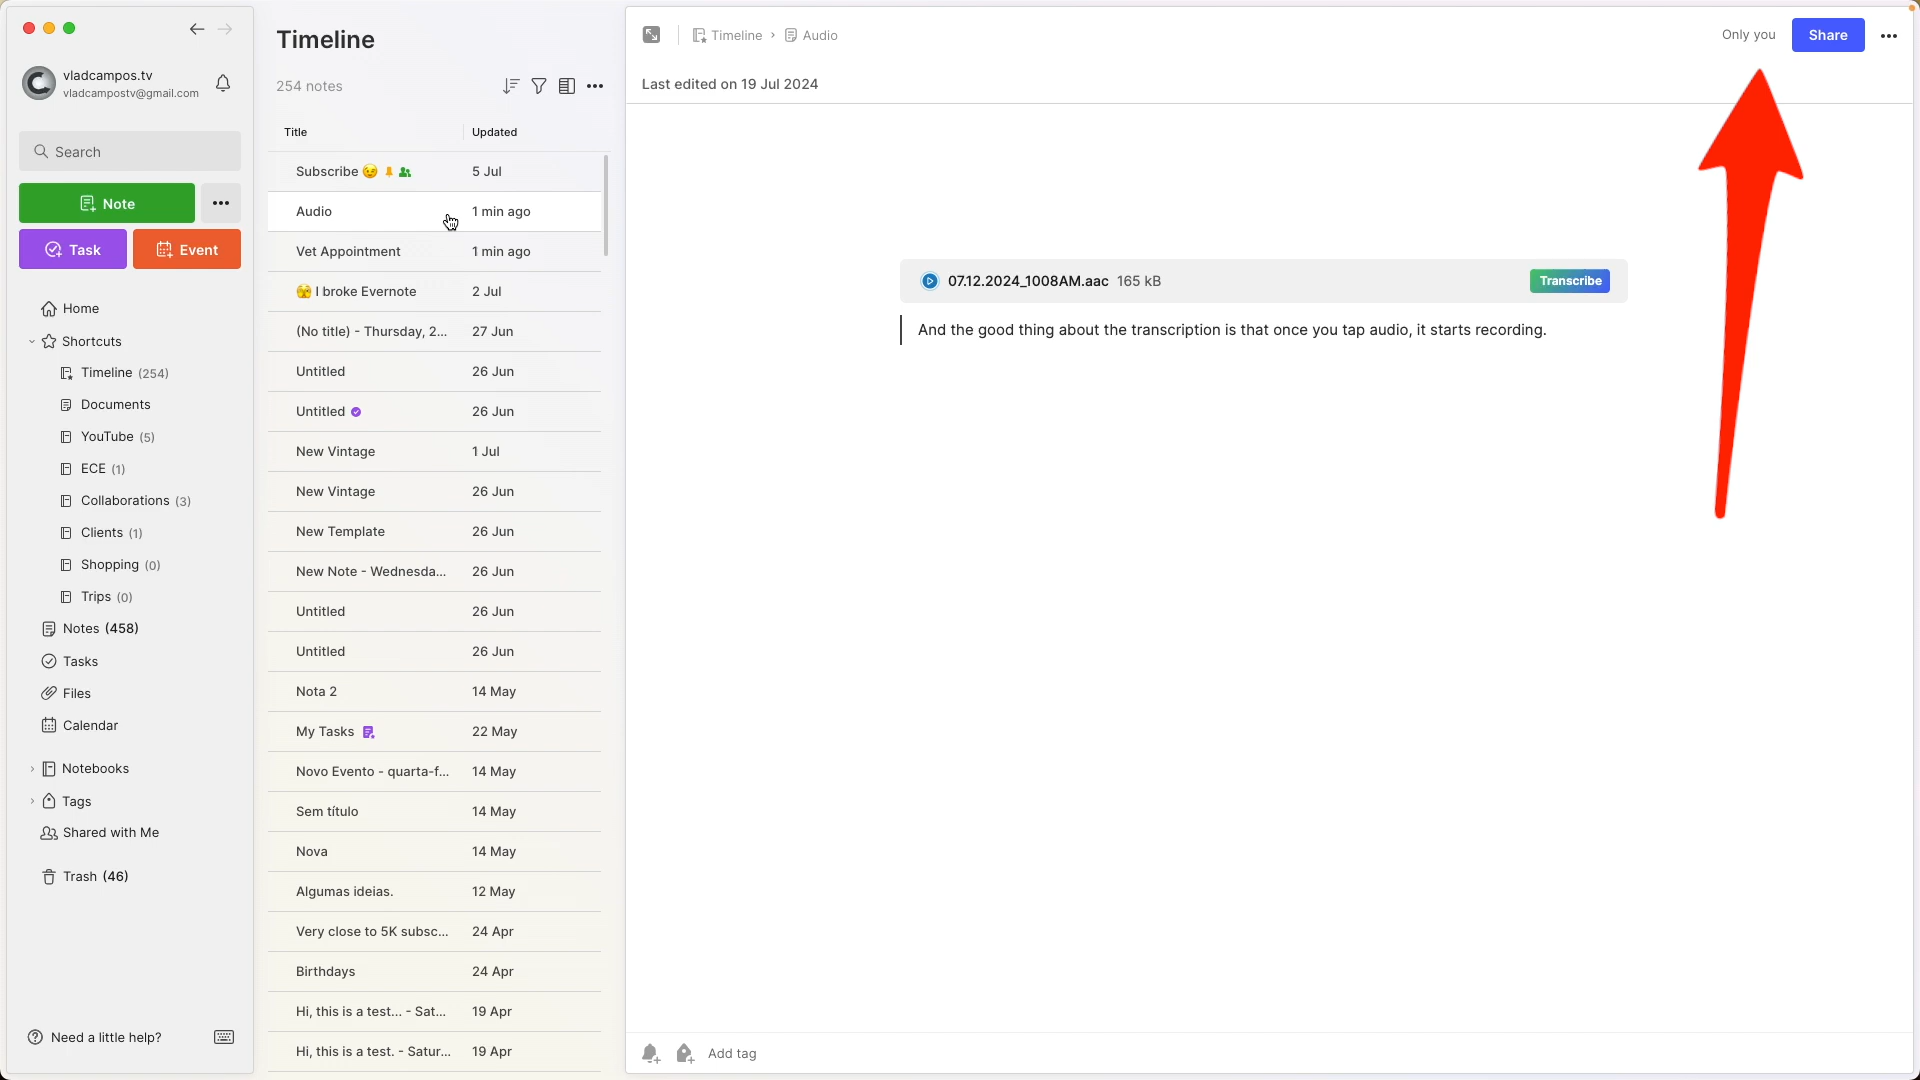 vladcampos.tv
vladcampostv@gmail.com
Search
Note
Task
Event
Home
Shortcuts
Timeline (254)
Documents
YouTube (5)
ECE (1)
Collaborations (3)
Clients (1)
Shopping (0)
Trips (0)
Notes (458)
Tasks
Files
Calendar
Notebooks
Tags
Shared with Me
Trash (46)
Need a little help?
Timeline
254 notes
Title Updated
Subscribe 😉 5 Jul
Audio 1 min ago
Vet Appointment 1 min ago
🫣 I broke Evernote 2 Jul
(No title) - Thursday, 2... 27 Jun
Untitled 26 Jun
Untitled 26 Jun
New Vintage 1 Jul
New Vintage 26 Jun
New Template 26 Jun
New Note - Wednesda... 26 Jun
Untitled 26 Jun
Untitled 26 Jun
Nota 2 14 May
My Tasks 22 May
Novo Evento - quarta-f... 14 May
Sem título 14 May
Nova 14 May
Algumas ideias. 12 May
Very close to 5K subsc... 24 Apr
Birthdays 24 Apr
Hi, this is a test... - Sat... 19 Apr
Hi, this is a test. - Satur... 19 Apr
Timeline › Audio
Only you
Share
Last edited on 19 Jul 2024
07.12.2024_1008AM.aac 165 kB
Transcribe
And the good thing about the transcription is that once you tap audio, it starts recording.
Add tag